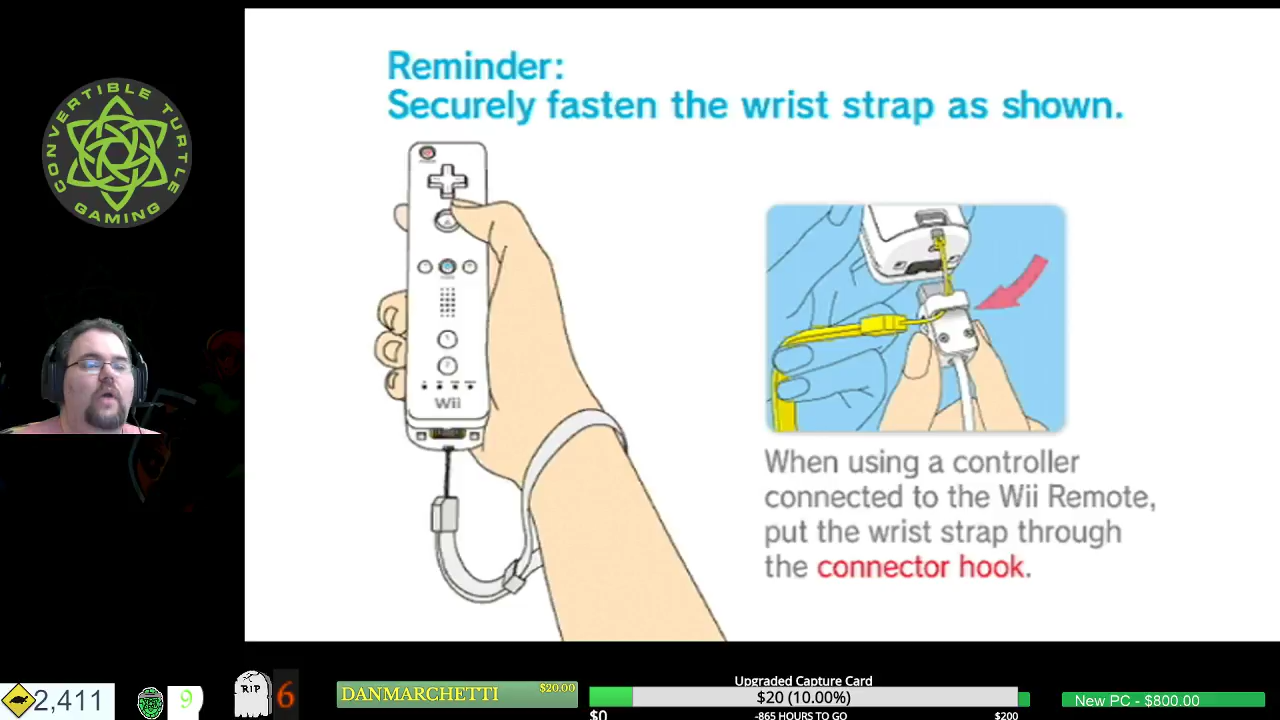 CONVERTIBLE TURTLE
GAMING
Reminder:
Securely fasten the wrist strap as shown.
Wii
When using a controller
connected to the Wii Remote,
put the wrist strap through
the connector hook.
2,411
9
RIP
6
DANMARCHETTI $20.00
Upgraded Capture Card
$20 (10.00%)
$0
-865 HOURS TO GO
$200
New PC - $800.00